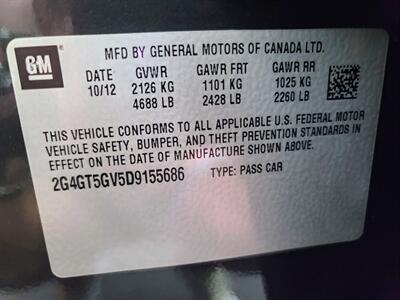 GM
MFD BY GENERAL MOTORS OF CANADA LTD.
DATE GVWR GAWR FRT GAWR RR
10/12 2126 KG 1101 KG 1025 KG
4688 LB 2428 LB 2260 LB
THIS VEHICLE CONFORMS TO ALL APPLICABLE U.S. FEDERAL MOTOR
VEHICLE SAFETY, BUMPER, AND THEFT PREVENTION STANDARDS IN
EFFECT ON THE DATE OF MANUFACTURE SHOWN ABOVE.
2G4GT5GV5D9155686 TYPE: PASS CAR